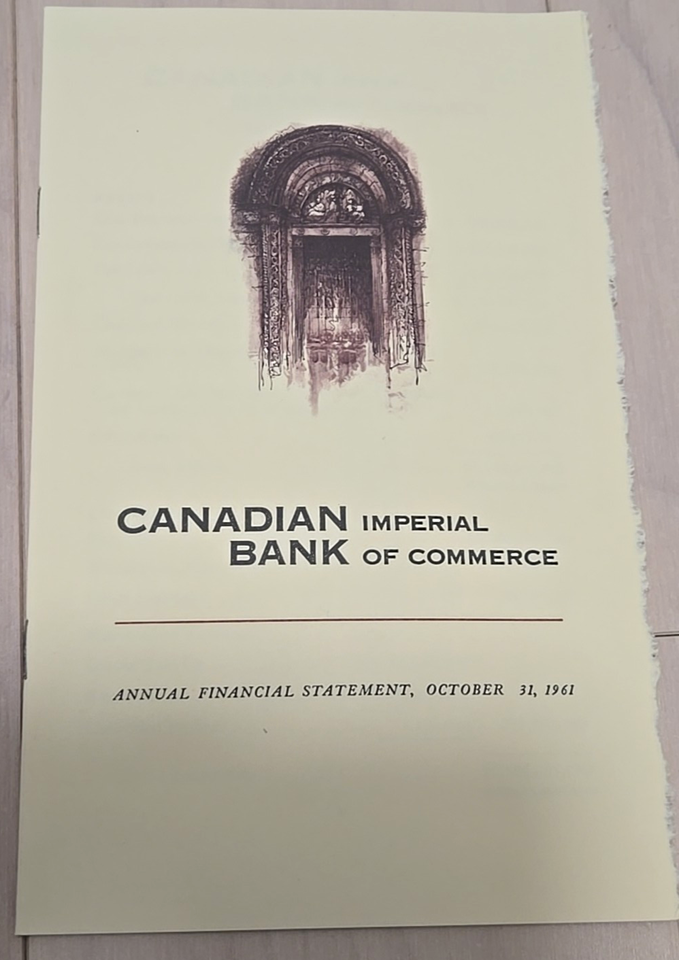 CANADIAN IMPERIAL
BANK OF COMMERCE
ANNUAL FINANCIAL STATEMENT, OCTOBER 31, 1961